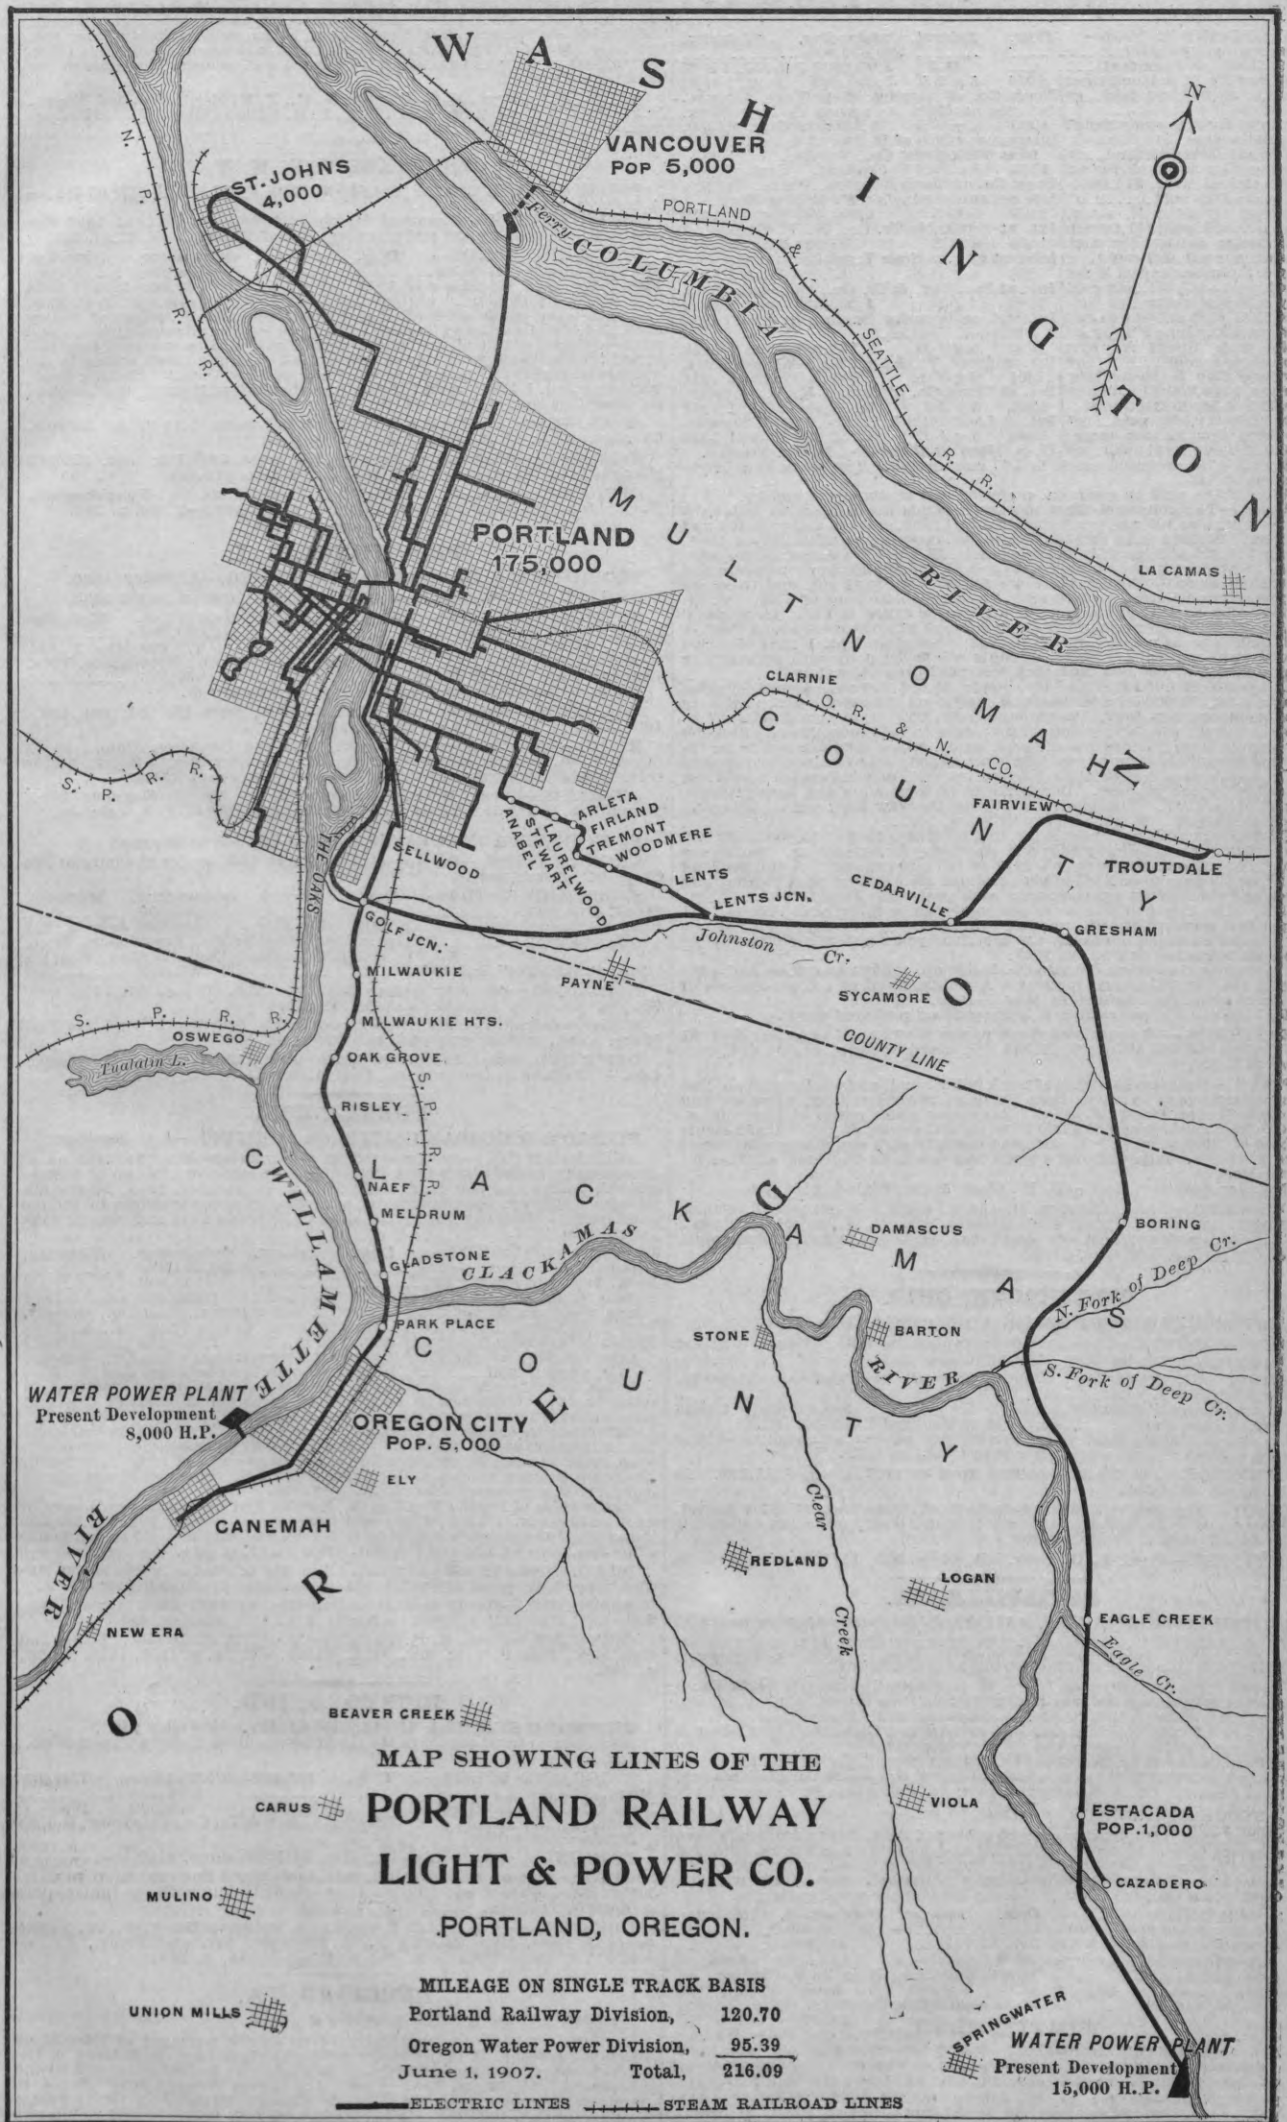 WASHINGTON
N
VANCOUVER
POP 5,000
ST. JOHNS
4,000
N. P. R. R.
Ferry
PORTLAND & SEATTLE R. R.
COLUMBIA RIVER
LA CAMAS
PORTLAND
175,000
MULTNOMAH
COUNTY
CLARNIE
O. R. & N. CO.
FAIRVIEW
TROUTDALE
S. P. R. R.
THE OAKS
SELLWOOD
ANABEL
STEWART
LAURELWOOD
ARLETA
FIRLAND
TREMONT
WOODMERE
LENTS
LENTS JCN.
CEDARVILLE
GRESHAM
GOLF JCN.
Johnston Cr.
MILWAUKIE
PAYNE
SYCAMORE
COUNTY LINE
S. P. R. R.
OSWEGO
Tualatin L.
MILWAUKIE HTS.
OAK GROVE
RISLEY
S. P. R. R.
NAEF
MELDRUM
GLADSTONE
PARK PLACE
CLACKAMAS
COUNTY
WILLAMETTE
RIVER
CLACKAMAS
RIVER
DAMASCUS
BORING
N. Fork of Deep Cr.
S. Fork of Deep Cr.
STONE
BARTON
WATER POWER PLANT
Present Development
8,000 H.P.
OREGON CITY
POP. 5,000
ELY
CANEMAH
OREGON
Clear Creek
REDLAND
LOGAN
NEW ERA
EAGLE CREEK
Eagle Cr.
BEAVER CREEK
CARUS
VIOLA
ESTACADA
POP. 1,000
CAZADERO
MULINO
UNION MILLS
MAP SHOWING LINES OF THE
PORTLAND RAILWAY
LIGHT & POWER CO.
PORTLAND, OREGON.
MILEAGE ON SINGLE TRACK BASIS
Portland Railway Division, 120.70
Oregon Water Power Division, 95.39
June 1, 1907. Total, 216.09
SPRINGWATER
WATER POWER PLANT
Present Development
15,000 H. P.
ELECTRIC LINES STEAM RAILROAD LINES